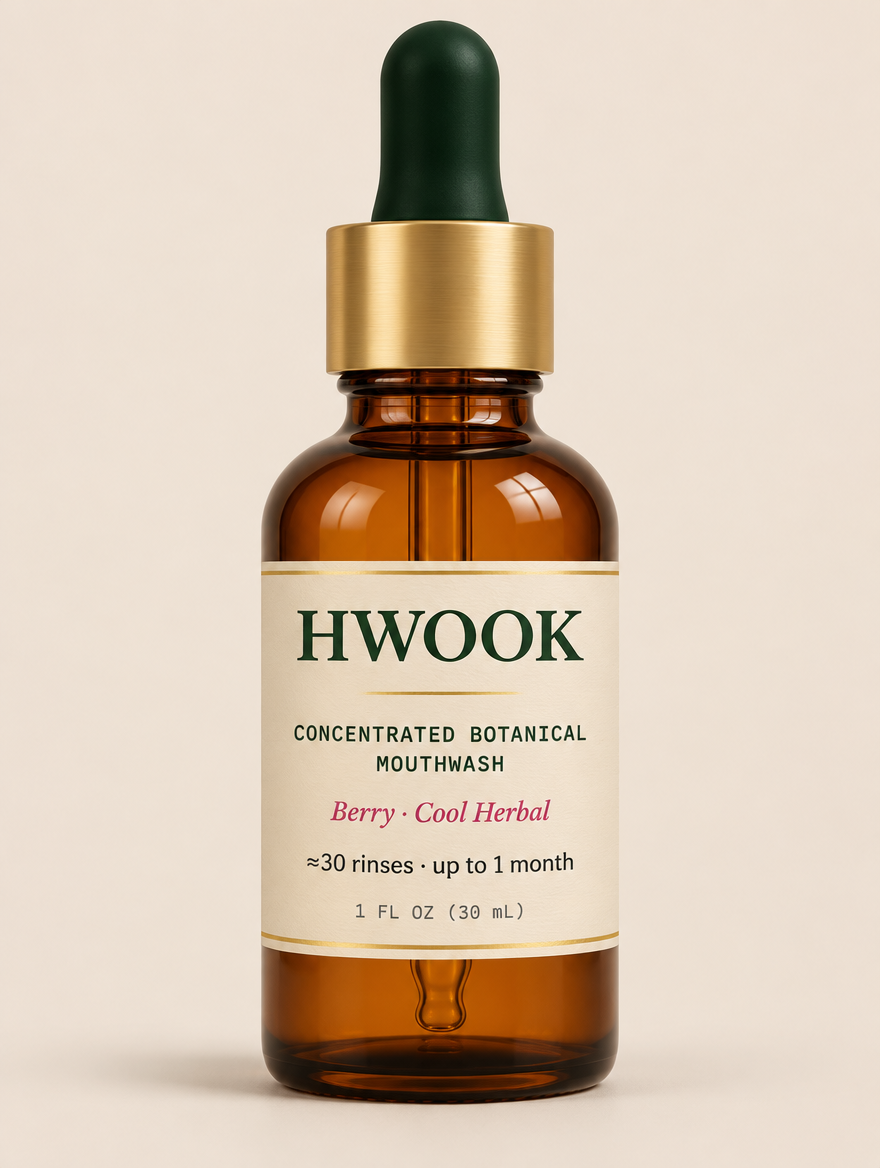 HWOOK
CONCENTRATED BOTANICAL
MOUTHWASH
Berry · Cool Herbal
≈30 rinses · up to 1 month
1 FL OZ (30 mL)